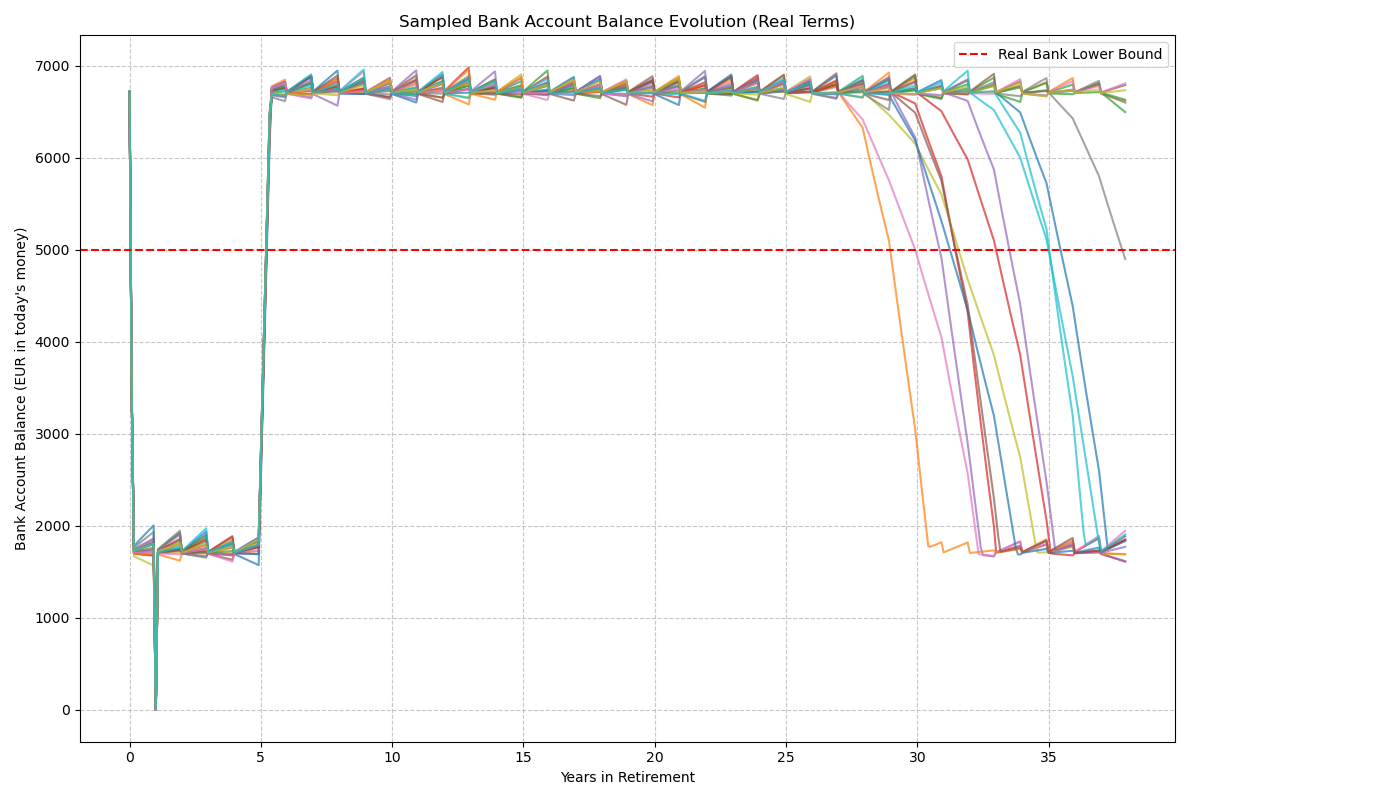 Sampled Bank Account Balance Evolution (Real Terms)
Real Bank Lower Bound
Bank Account Balance (EUR in today's money)
7000
6000
5000
4000
3000
2000
1000
0
0 5 10 15 20 25 30 35
Years in Retirement